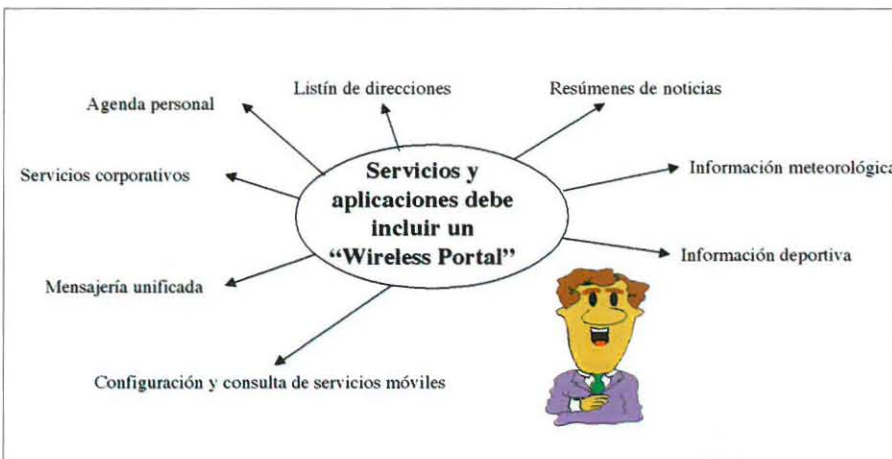 Listín de direcciones
Resúmenes de noticias
Agenda personal
Servicios corporativos
Servicios y
aplicaciones debe
incluir un
“Wireless Portal”
Información meteorológica
Información deportiva
Mensajería unificada
Configuración y consulta de servicios móviles